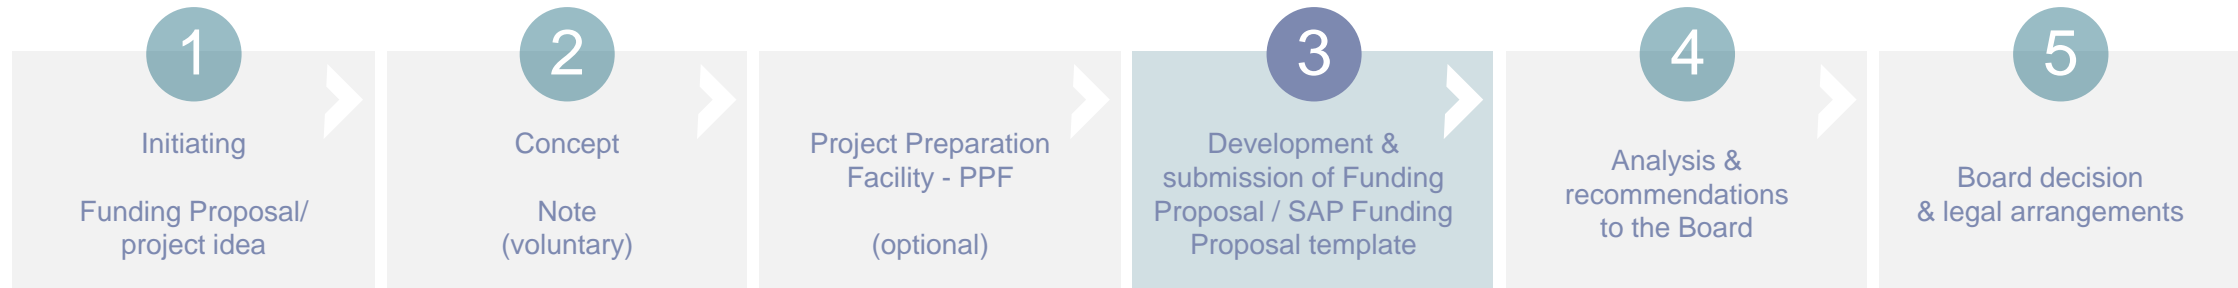 1
Initiating
Funding Proposal/
project idea
2
Concept
Note
(voluntary)
Project Preparation
Facility - PPF
(optional)
3
Development &
submission of Funding
Proposal / SAP Funding
Proposal template
4
Analysis &
recommendations
to the Board
5
Board decision
& legal arrangements